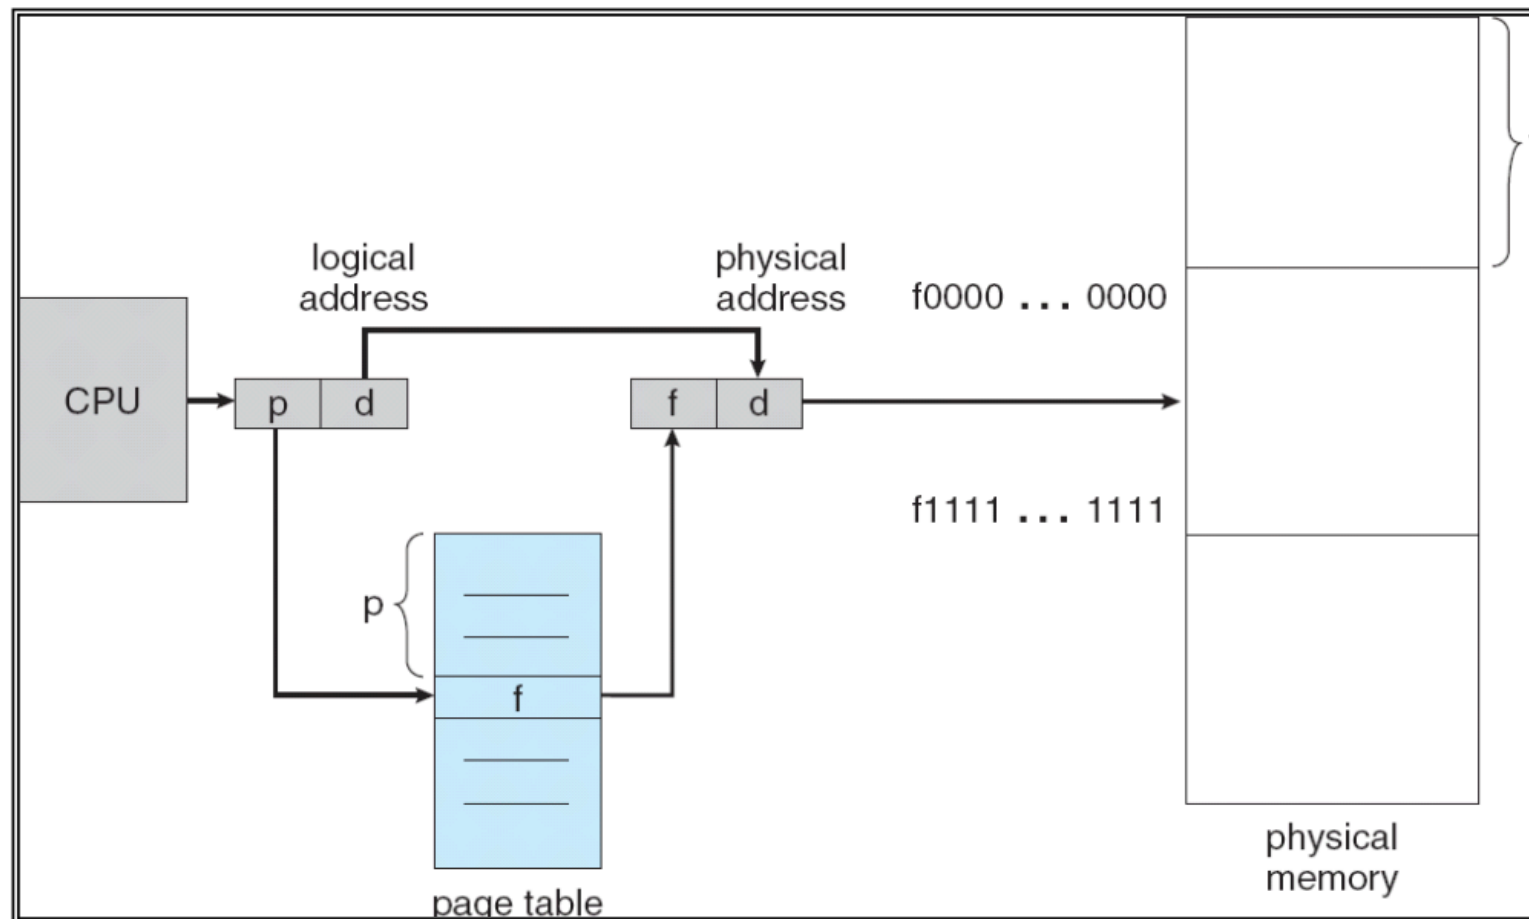 logical
address
physical
address
f0000 ... 0000
CPU
p
d
f
d
f1111 ... 1111
p
f
physical
memory
page table